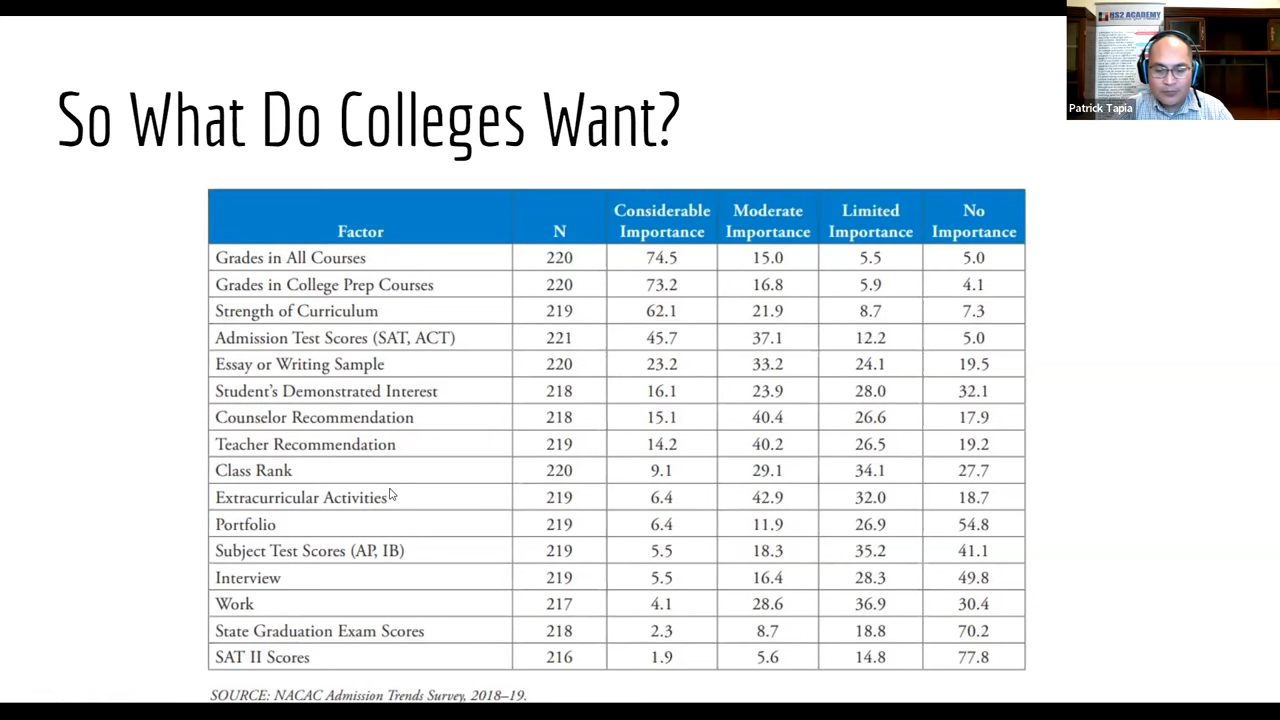 HS2 ACADEMY
Patrick Tapia
So What Do Colleges Want?
Factor N Considerable Importance Moderate Importance Limited Importance No Importance
Grades in All Courses 220 74.5 15.0 5.5 5.0
Grades in College Prep Courses 220 73.2 16.8 5.9 4.1
Strength of Curriculum 219 62.1 21.9 8.7 7.3
Admission Test Scores (SAT, ACT) 221 45.7 37.1 12.2 5.0
Essay or Writing Sample 220 23.2 33.2 24.1 19.5
Student's Demonstrated Interest 218 16.1 23.9 28.0 32.1
Counselor Recommendation 218 15.1 40.4 26.6 17.9
Teacher Recommendation 219 14.2 40.2 26.5 19.2
Class Rank 220 9.1 29.1 34.1 27.7
Extracurricular Activities 219 6.4 42.9 32.0 18.7
Portfolio 219 6.4 11.9 26.9 54.8
Subject Test Scores (AP, IB) 219 5.5 18.3 35.2 41.1
Interview 219 5.5 16.4 28.3 49.8
Work 217 4.1 28.6 36.9 30.4
State Graduation Exam Scores 218 2.3 8.7 18.8 70.2
SAT II Scores 216 1.9 5.6 14.8 77.8
SOURCE: NACAC Admission Trends Survey, 2018–19.